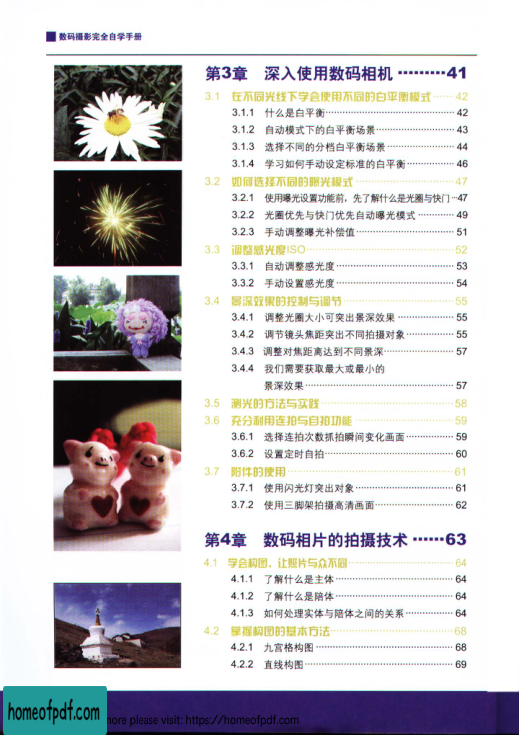 数码摄影完全自学手册
第3章 深入使用数码相机 ·········41
3.1 在不同光线下学会使用不同的白平衡模式 ······ 42
3.1.1 什么是白平衡 ······ 42
3.1.2 自动模式下的白平衡场景 ······ 43
3.1.3 选择不同的分档白平衡场景 ······ 44
3.1.4 学习如何手动设定标准的白平衡 ······ 46
3.2 如何选择不同的曝光模式 ······ 47
3.2.1 使用曝光设置功能前，先了解什么是光圈与快门 ··47
3.2.2 光圈优先与快门优先自动曝光模式 ······ 49
3.2.3 手动调整曝光补偿值 ······ 51
3.3 调整感光度ISO ······ 52
3.3.1 自动调整感光度 ······ 53
3.3.2 手动设置感光度 ······ 54
3.4 景深效果的控制与调节 ······ 55
3.4.1 调整光圈大小可突出景深效果 ······ 55
3.4.2 调节镜头焦距突出不同拍摄对象 ······ 55
3.4.3 调整对焦距离达到不同景深 ······ 57
3.4.4 我们需要获取最大或最小的
景深效果 ······ 57
3.5 测光的方法与实践 ······ 58
3.6 充分利用连拍与自拍功能 ······ 59
3.6.1 选择连拍次数抓拍瞬间变化画面 ······ 59
3.6.2 设置定时自拍 ······ 60
3.7 附件的使用 ······ 61
3.7.1 使用闪光灯突出对象 ······ 61
3.7.2 使用三脚架拍摄高清画面 ······ 62
第4章 数码相片的拍摄技术 ······63
4.1 学会构图，让照片与众不同 ······ 64
4.1.1 了解什么是主体 ······ 64
4.1.2 了解什么是陪体 ······ 64
4.1.3 如何处理实体与陪体之间的关系 ······ 64
4.2 掌握构图的基本方法 ······ 68
4.2.1 九宫格构图 ······ 68
4.2.2 直线构图 ······ 69
homeofpdf.com
more please visit: https://homeofpdf.com